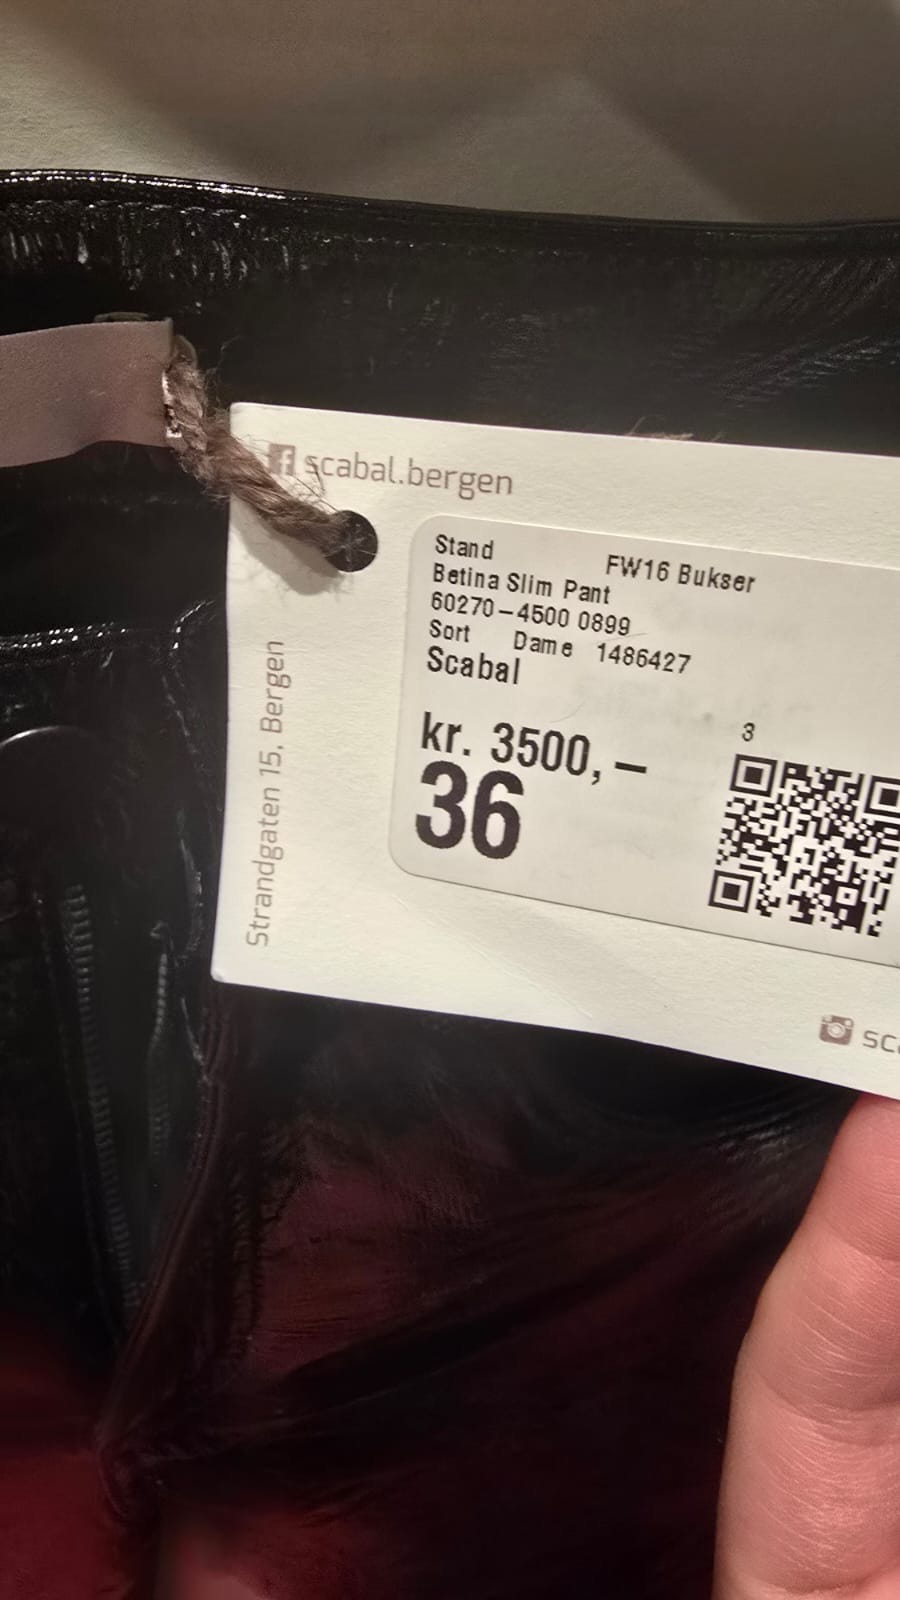 scabal.bergen
Stand FW16 Bukser
Betina Slim Pant
60270-4500 0899
Sort Dame 1486427
Scabal
kr. 3500,-
3
36
Strandgaten 15, Bergen